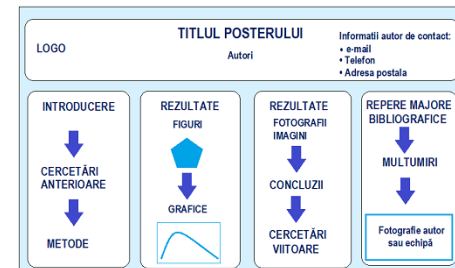 LOGO
TITLUL POSTERULUI
Autori
Informatii autor de contact:
• e-mail
• Telefon
• Adresa postala
INTRODUCERE
CERCETĂRI
ANTERIOARE
METODE
REZULTATE
FIGURI
GRAFICE
REZULTATE
FOTOGRAFII
IMAGINI
CONCLUZII
CERCETĂRI
VIITOARE
REPERE MAJORE
BIBLIOGRAFICE
MULTUMIRI
Fotografie autor
sau echipă